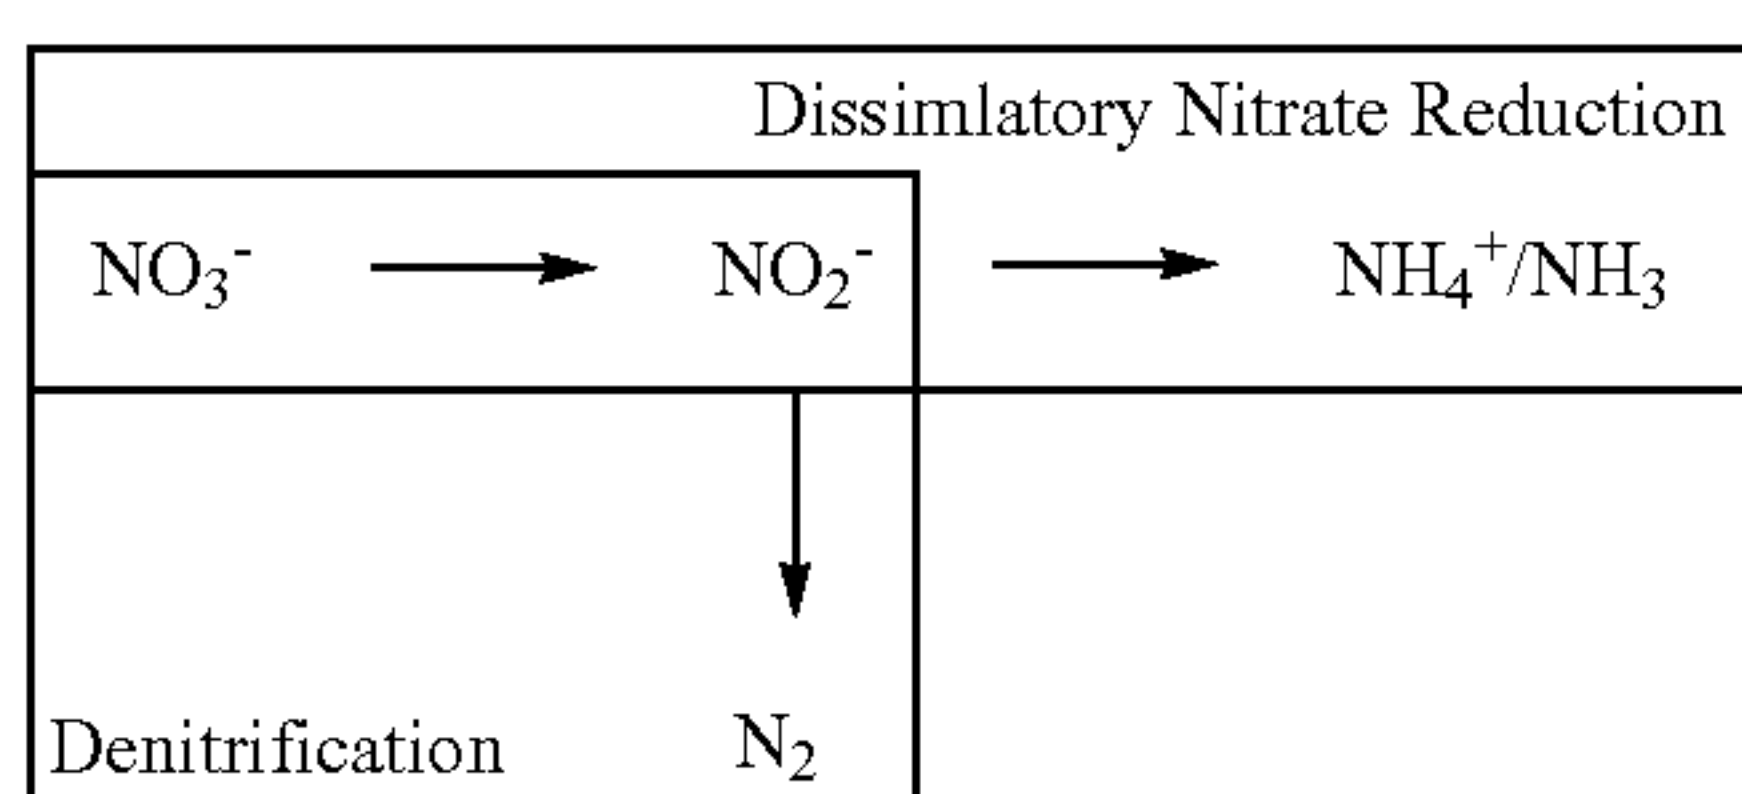 Dissimlatory Nitrate Reduction
NO₃⁻ → NO₂⁻ → NH₄⁺/NH₃
Denitrification N₂